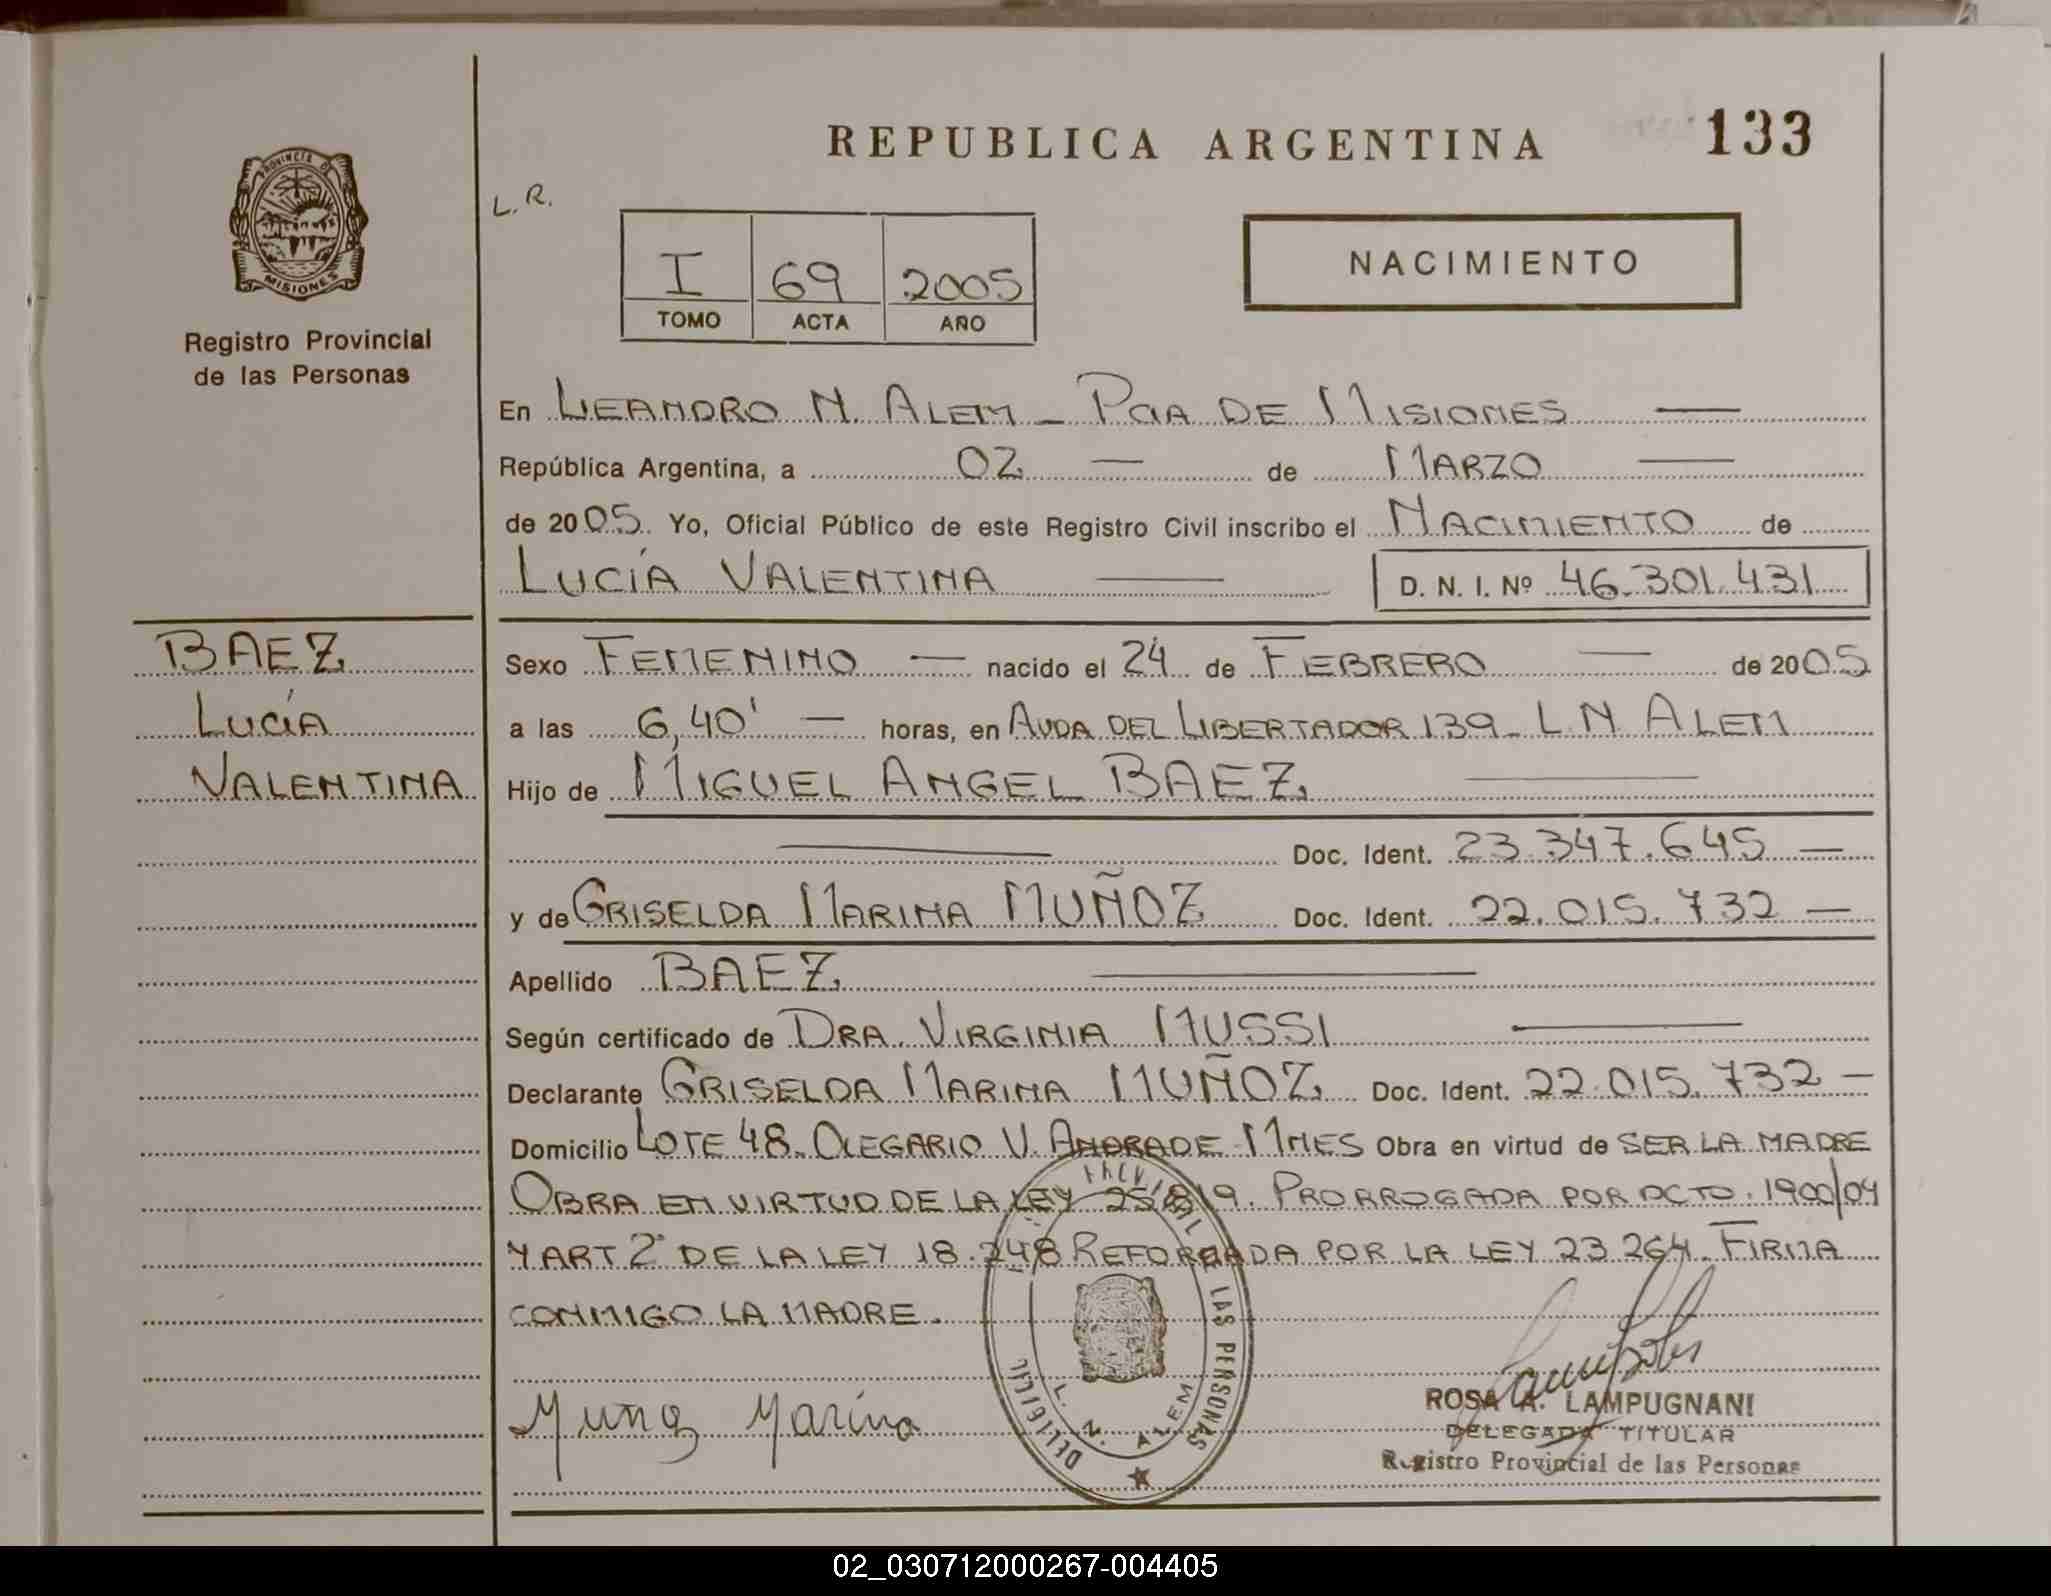 REPUBLICA ARGENTINA
133
PROVINCIA DE
MISIONES
Registro Provincial
de las Personas
L. R.
I 69 2005
TOMO ACTA AÑO
NACIMIENTO
En LEANDRO N. ALEM - Pcia DE MISIONES
República Argentina, a 02 de MARZO
de 2005. Yo, Oficial Público de este Registro Civil inscribo el NACIMIENTO de
LUCÍA VALENTINA D. N. I. Nº 46.301.431
BAEZ
LUCÍA
VALENTINA
Sexo FEMENINO nacido el 24 de FEBRERO de 2005
a las 6,40' horas, en AVDA DEL LIBERTADOR 139 - L.N. ALEM
Hijo de MIGUEL ANGEL BAEZ
Doc. Ident. 23.347.645
y de GRISELDA MARINA MUÑOZ Doc. Ident. 22.015.732
Apellido BAEZ
Según certificado de DRA. VIRGINIA MUSSI
Declarante GRISELDA MARINA MUÑOZ Doc. Ident. 22.015.732
Domicilio LOTE 48. OLEGARIO V. ANDRADE - MNES Obra en virtud de SER LA MADRE
OBRA EN VIRTUD DE LA LEY 25.819. PRORROGADA POR DCTO. 1900/04
Y ART 2° DE LA LEY 18.248 REFORMADA POR LA LEY 23.264. FIRMA
CONMIGO LA MADRE.
LAS PERSONAS
L. N. ALEM
Marina
ROSA A. LAMPUGNANI
DELEGADA TITULAR
Registro Provincial de las Personas
02_030712000267-004405